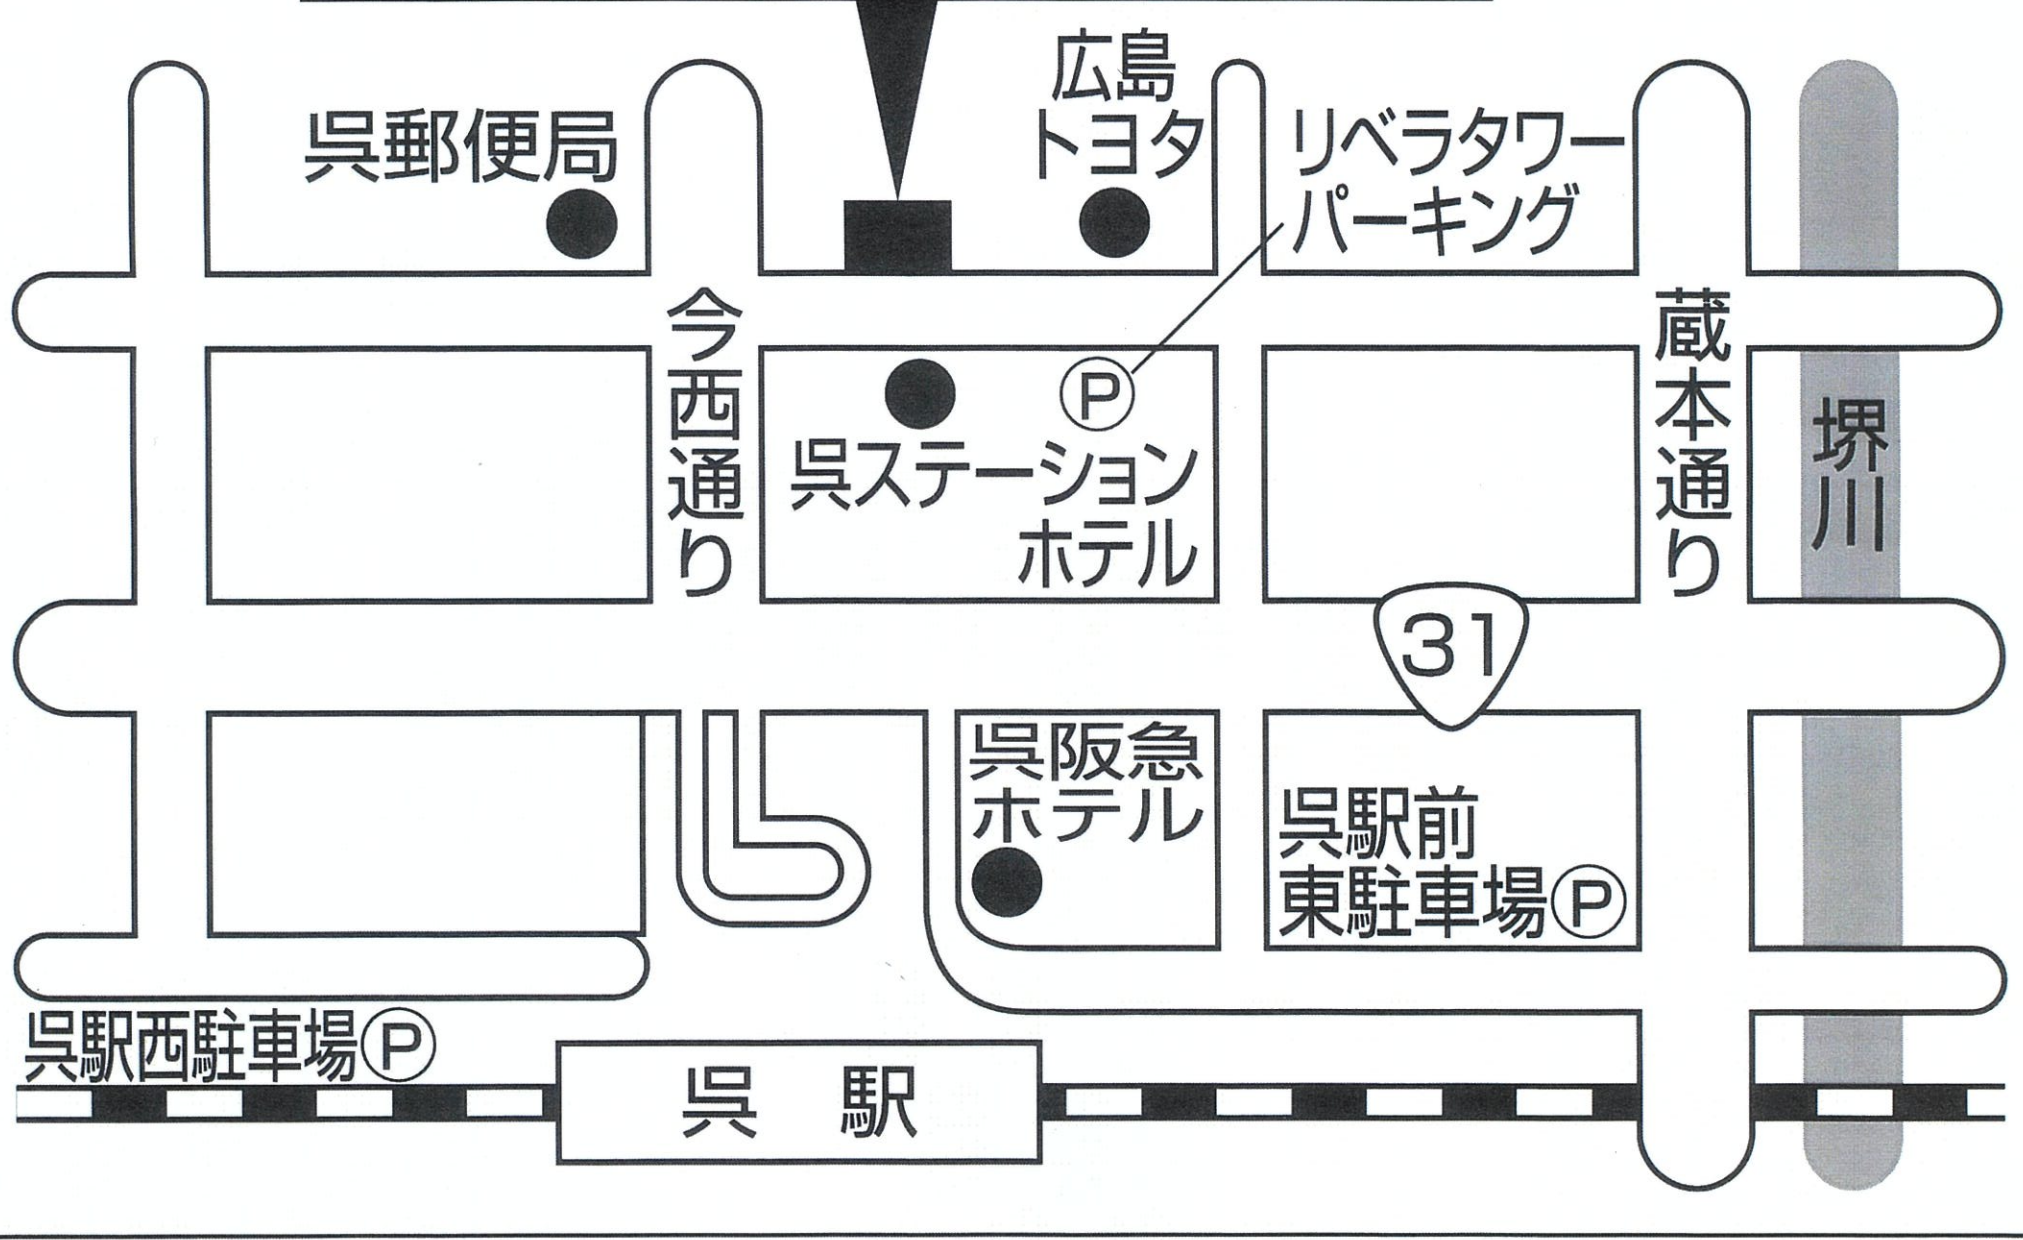 広島
トヨタ
呉郵便局
リベラタワー
パーキング
今西通り
蔵本通り
P
呉ステーション
ホテル
堺川
31
呉阪急
ホテル
呉駅前
東駐車場P
呉駅西駐車場P
呉 駅